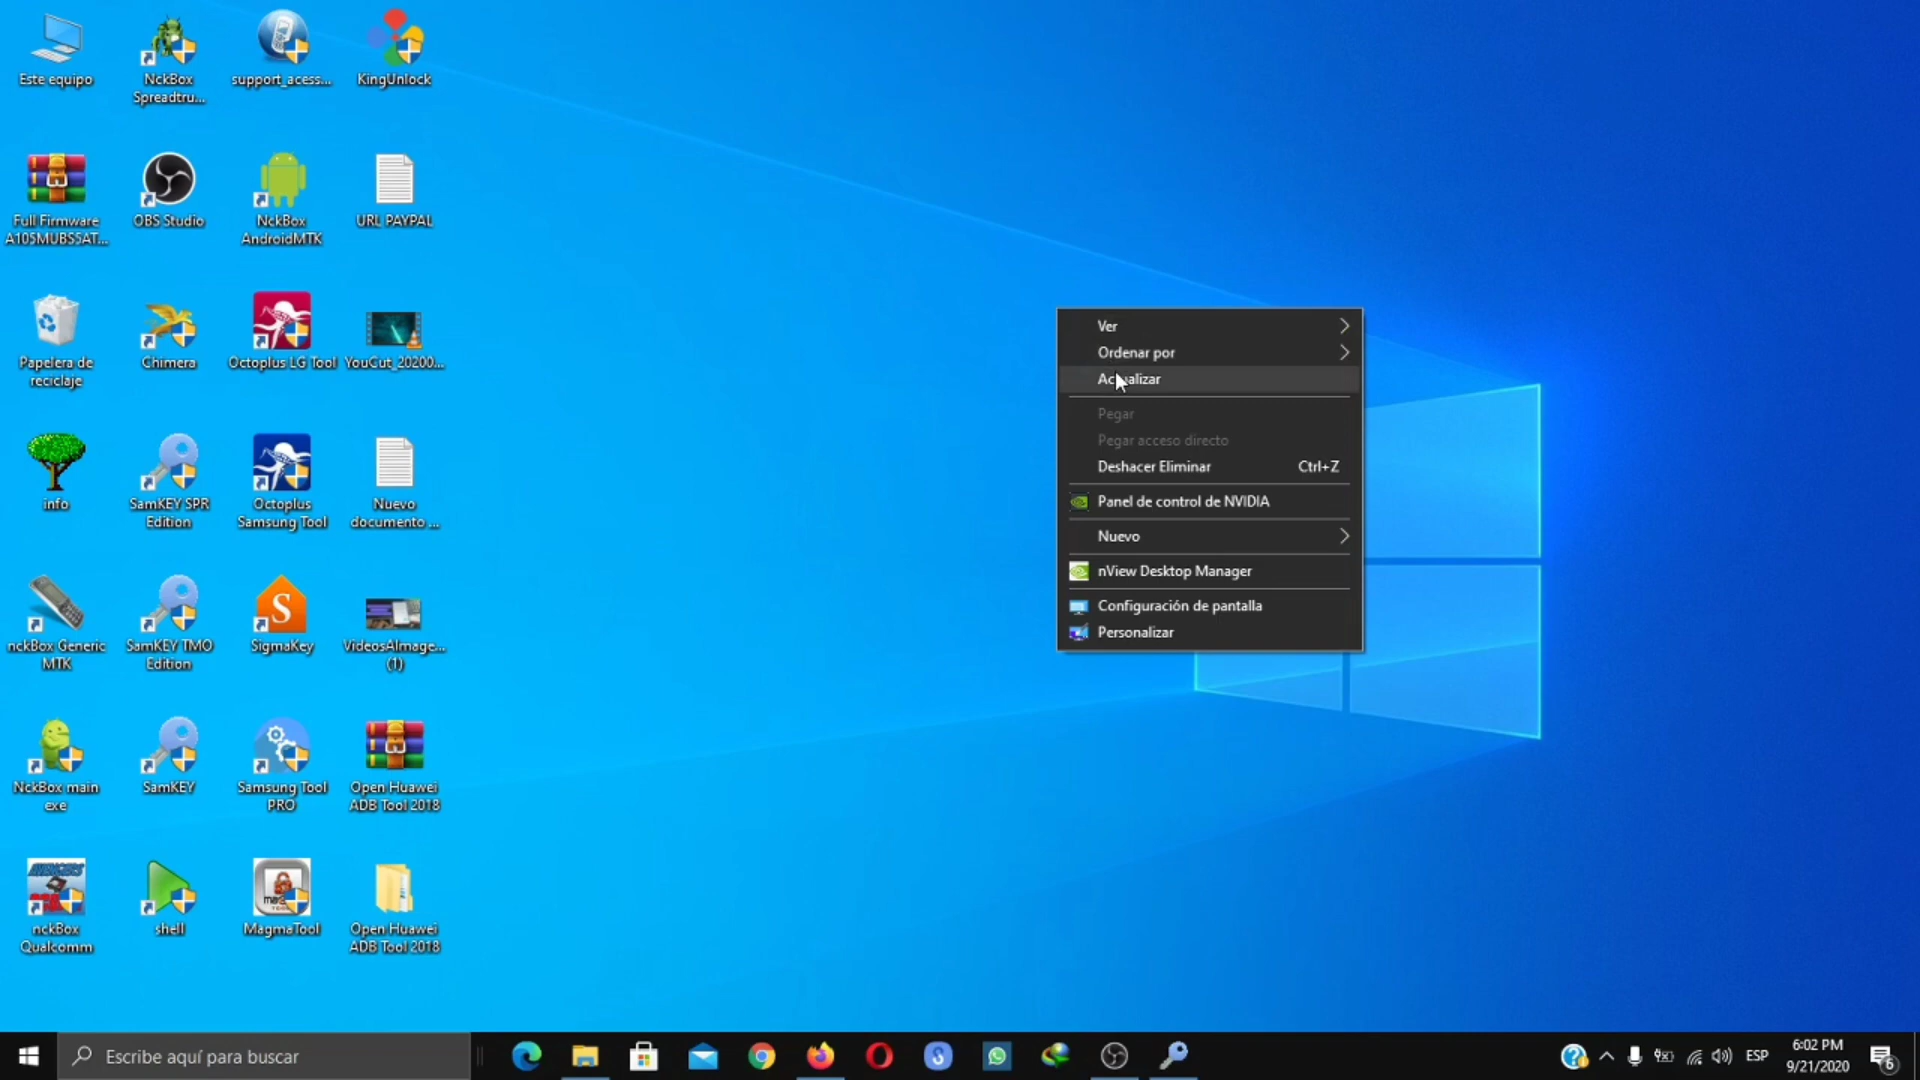 Este equipo
NckBox
Spreadtru...
support_acess...
KingUnlock
Full Firmware
A105MUBS5AT...
OBS Studio
NckBox
AndroidMTK
URL PAYPAL
Papelera de
reciclaje
Chimera
Octoplus LG Tool
YouCut_20200...
info
SamKEY SPR
Edition
Octoplus
Samsung Tool
Nuevo
documento ...
nckBox Generic
MTK
SamKEY TMO
Edition
SigmaKey
VideosAImage...
(1)
NckBox main
exe
SamKEY
Samsung Tool
PRO
Open Huawei
ADB Tool 2018
nckBox
Qualcomm
shell
MagmaTool
Open Huawei
ADB Tool 2018
Ver
Ordenar por
Actualizar
Pegar
Pegar acceso directo
Deshacer Eliminar Ctrl+Z
Panel de control de NVIDIA
Nuevo
nView Desktop Manager
Configuración de pantalla
Personalizar
Escribe aquí para buscar
ESP
6:02 PM
9/21/2020
6